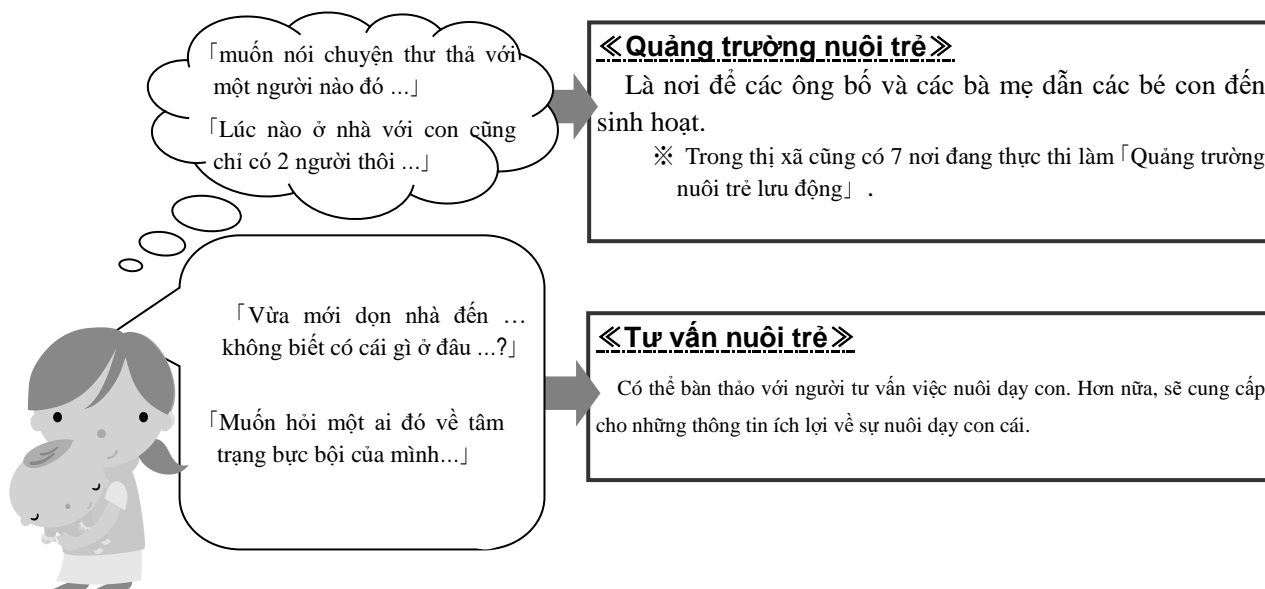 「muốn nói chuyện thư thả với
một người nào đó ...」
「Lúc nào ở nhà với con cũng
chỉ có 2 người thôi ...」
≪Quảng trường nuôi trẻ≫
Là nơi để các ông bố và các bà mẹ dẫn các bé con đến
sinh hoạt.
※ Trong thị xã cũng có 7 nơi đang thực thi làm「Quảng trường
nuôi trẻ lưu động」.
「Vừa mới dọn nhà đến …
không biết có cái gì ở đâu ...?」
「Muốn hỏi một ai đó về tâm
trạng bực bội của mình...」
≪Tư vấn nuôi trẻ≫
Có thể bàn thảo với người tư vấn việc nuôi dạy con. Hơn nữa, sẽ cung cấp
cho những thông tin ích lợi về sự nuôi dạy con cái.